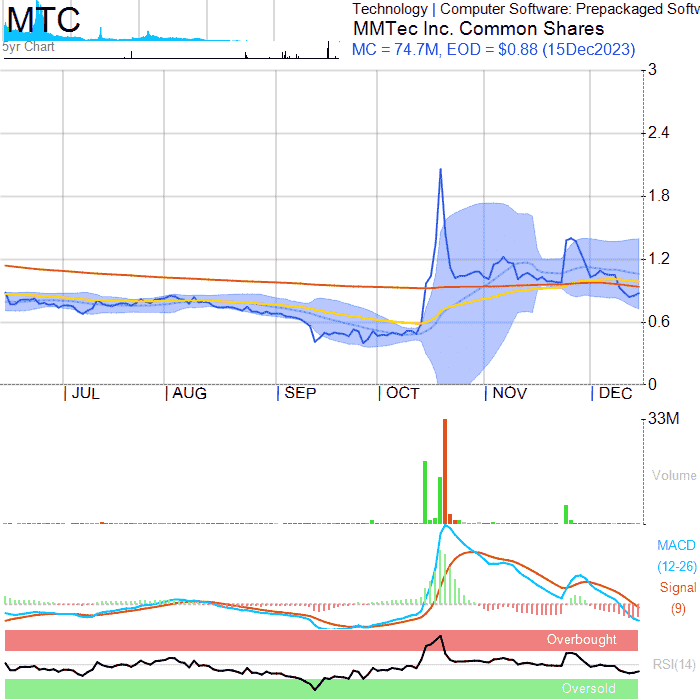 MTC
5yr Chart
Technology | Computer Software: Prepackaged Softw
MMTec Inc. Common Shares
MC = 74.7M, EOD = $0.88 (15Dec2023)
3
2.4
1.8
1.2
0.6
0
JUL
AUG
SEP
OCT
NOV
DEC
33M
Volume
MACD
(12-26)
Signal
(9)
Overbought
RSI(14)
Oversold